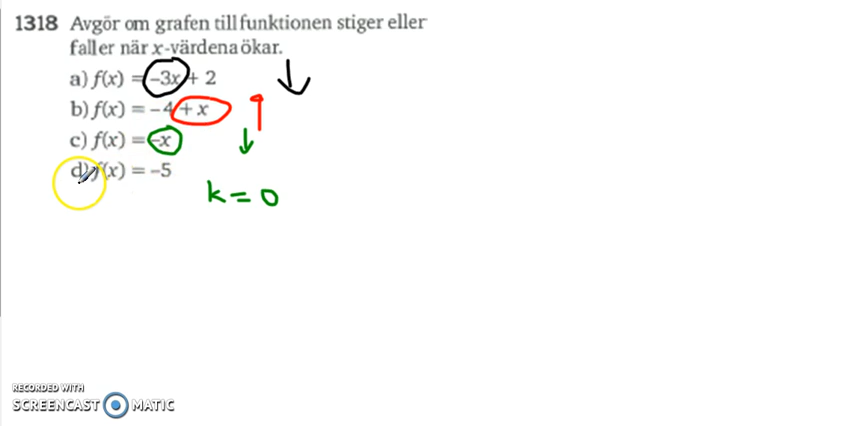 1318 Avgör om grafen till funktionen stiger eller
faller när x-värdena ökar.
a) f(x) = -3x + 2
b) f(x) = -4 + x
c) f(x) = -x
d) f(x) = -5
k = 0
RECORDED WITH
SCREENCAST MATIC